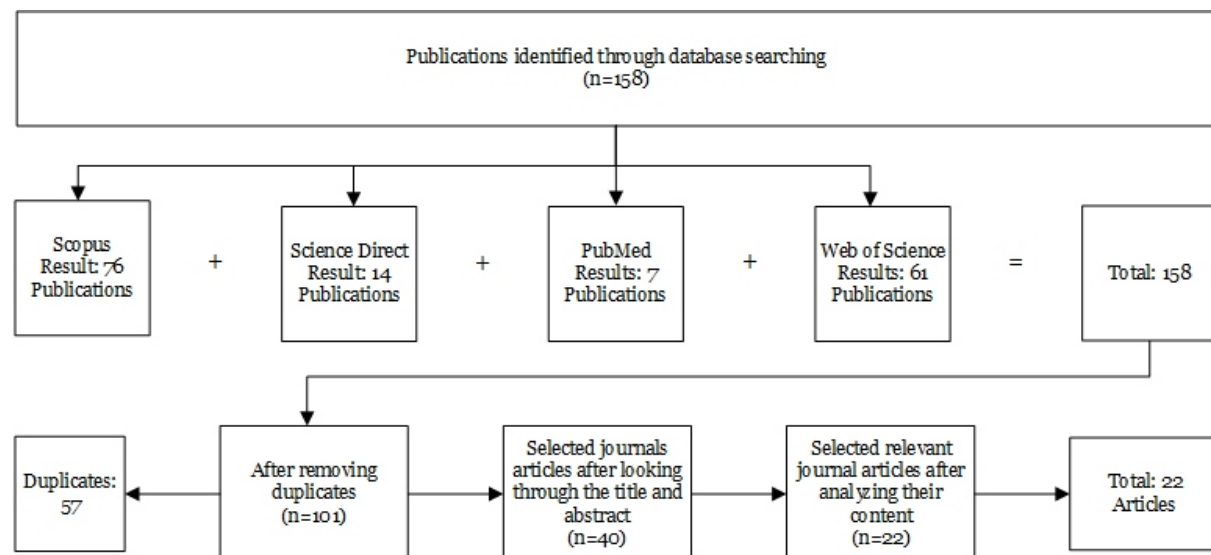 Publications identified through database searching
(n=158)
Scopus
Result: 76
Publications
+
Science Direct
Result: 14
Publications
+
PubMed
Results: 7
Publications
+
Web of Science
Results: 61
Publications
=
Total: 158
Duplicates:
57
After removing
duplicates
(n=101)
Selected journals
articles after looking
through the title and
abstract
(n=40)
Selected relevant
journal articles after
analyzing their
content
(n=22)
Total: 22
Articles